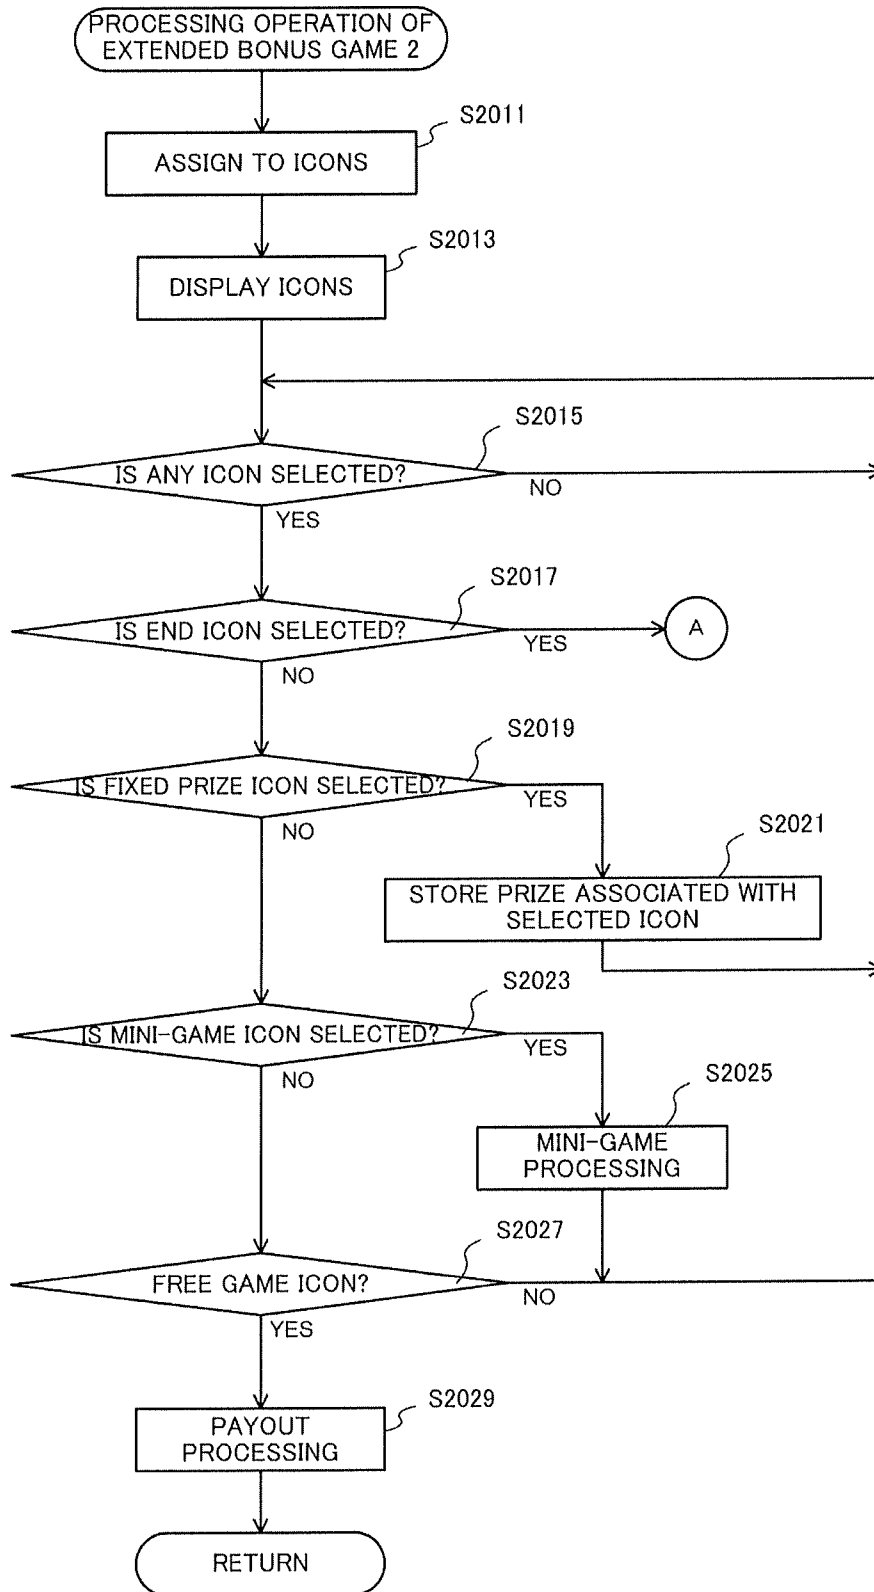 PROCESSING OPERATION OF
EXTENDED BONUS GAME 2
S2011
ASSIGN TO ICONS
S2013
DISPLAY ICONS
S2015
IS ANY ICON SELECTED?
NO
YES
S2017
IS END ICON SELECTED?
YES
A
NO
S2019
IS FIXED PRIZE ICON SELECTED?
YES
NO
S2021
STORE PRIZE ASSOCIATED WITH
SELECTED ICON
S2023
IS MINI-GAME ICON SELECTED?
YES
NO
S2025
MINI-GAME
PROCESSING
S2027
FREE GAME ICON?
NO
YES
S2029
PAYOUT
PROCESSING
RETURN